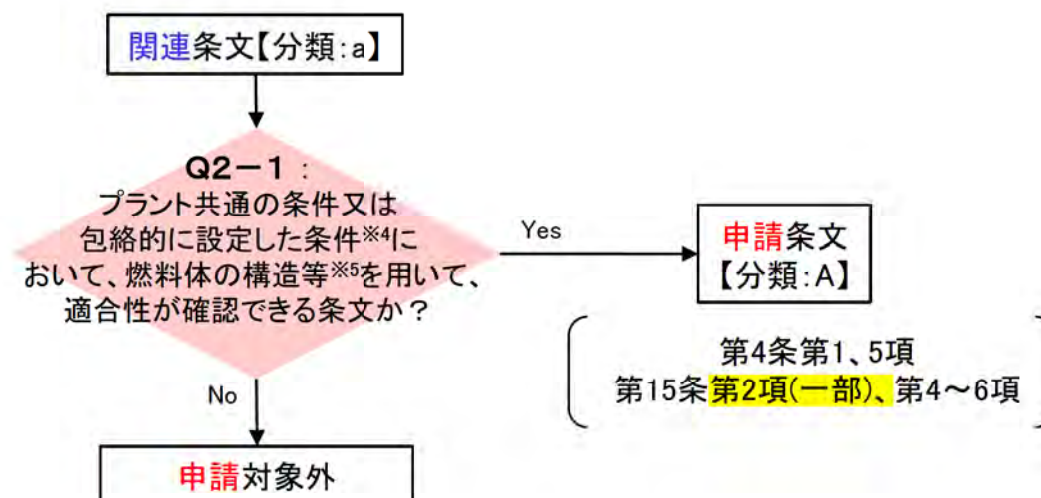 関連条文【分類:a】
Q2-1:
プラント共通の条件又は
包絡的に設定した条件※4に
おいて、燃料体の構造等※5を用いて、
適合性が確認できる条文か?
Yes
申請条文
【分類:A】
第4条第1、5項
第15条第2項(一部)、第4~6項
No
申請対象外